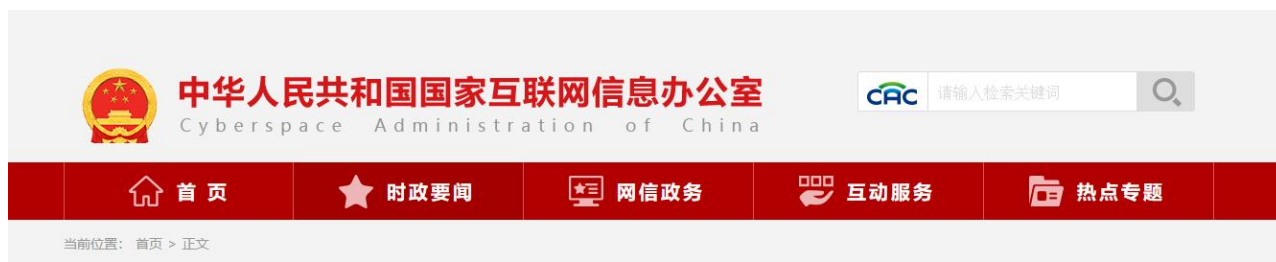 中华人民共和国国家互联网信息办公室
Cyberspace Administration of China
CAC 请输入检索关键词
首 页 时政要闻 网信政务 互动服务 热点专题
当前位置： 首页 > 正文